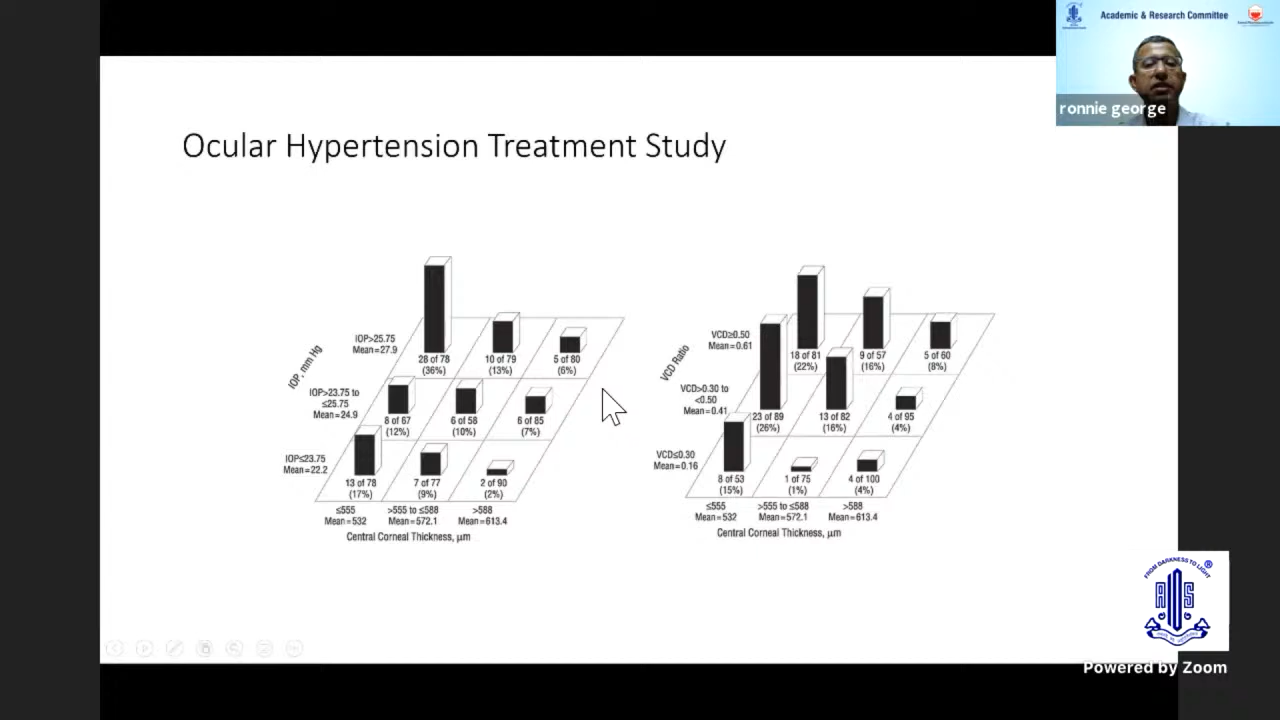 Academic & Research Committee
ronnie george
Ocular Hypertension Treatment Study
IOP, mm Hg
IOP>25.75
Mean=27.9
28 of 78
(36%)
10 of 79
(13%)
5 of 80
(6%)
IOP>23.75 to
≤25.75
Mean=24.9
8 of 67
(12%)
6 of 58
(10%)
6 of 85
(7%)
IOP≤23.75
Mean=22.2
13 of 78
(17%)
7 of 77
(9%)
2 of 90
(2%)
≤555
Mean=532
>555 to ≤588
Mean=572.1
>588
Mean=613.4
Central Corneal Thickness, μm
VCD Ratio
VCD≥0.50
Mean=0.61
18 of 81
(22%)
9 of 57
(16%)
5 of 60
(8%)
VCD>0.30 to
<0.50
Mean=0.41
23 of 89
(26%)
13 of 82
(16%)
4 of 95
(4%)
VCD≤0.30
Mean=0.16
8 of 53
(15%)
1 of 75
(1%)
4 of 100
(4%)
≤555
Mean=532
>555 to ≤588
Mean=572.1
>588
Mean=613.4
Central Corneal Thickness, μm
FROM DARKNESS TO LIGHT
®
AIOS
Powered by Zoom